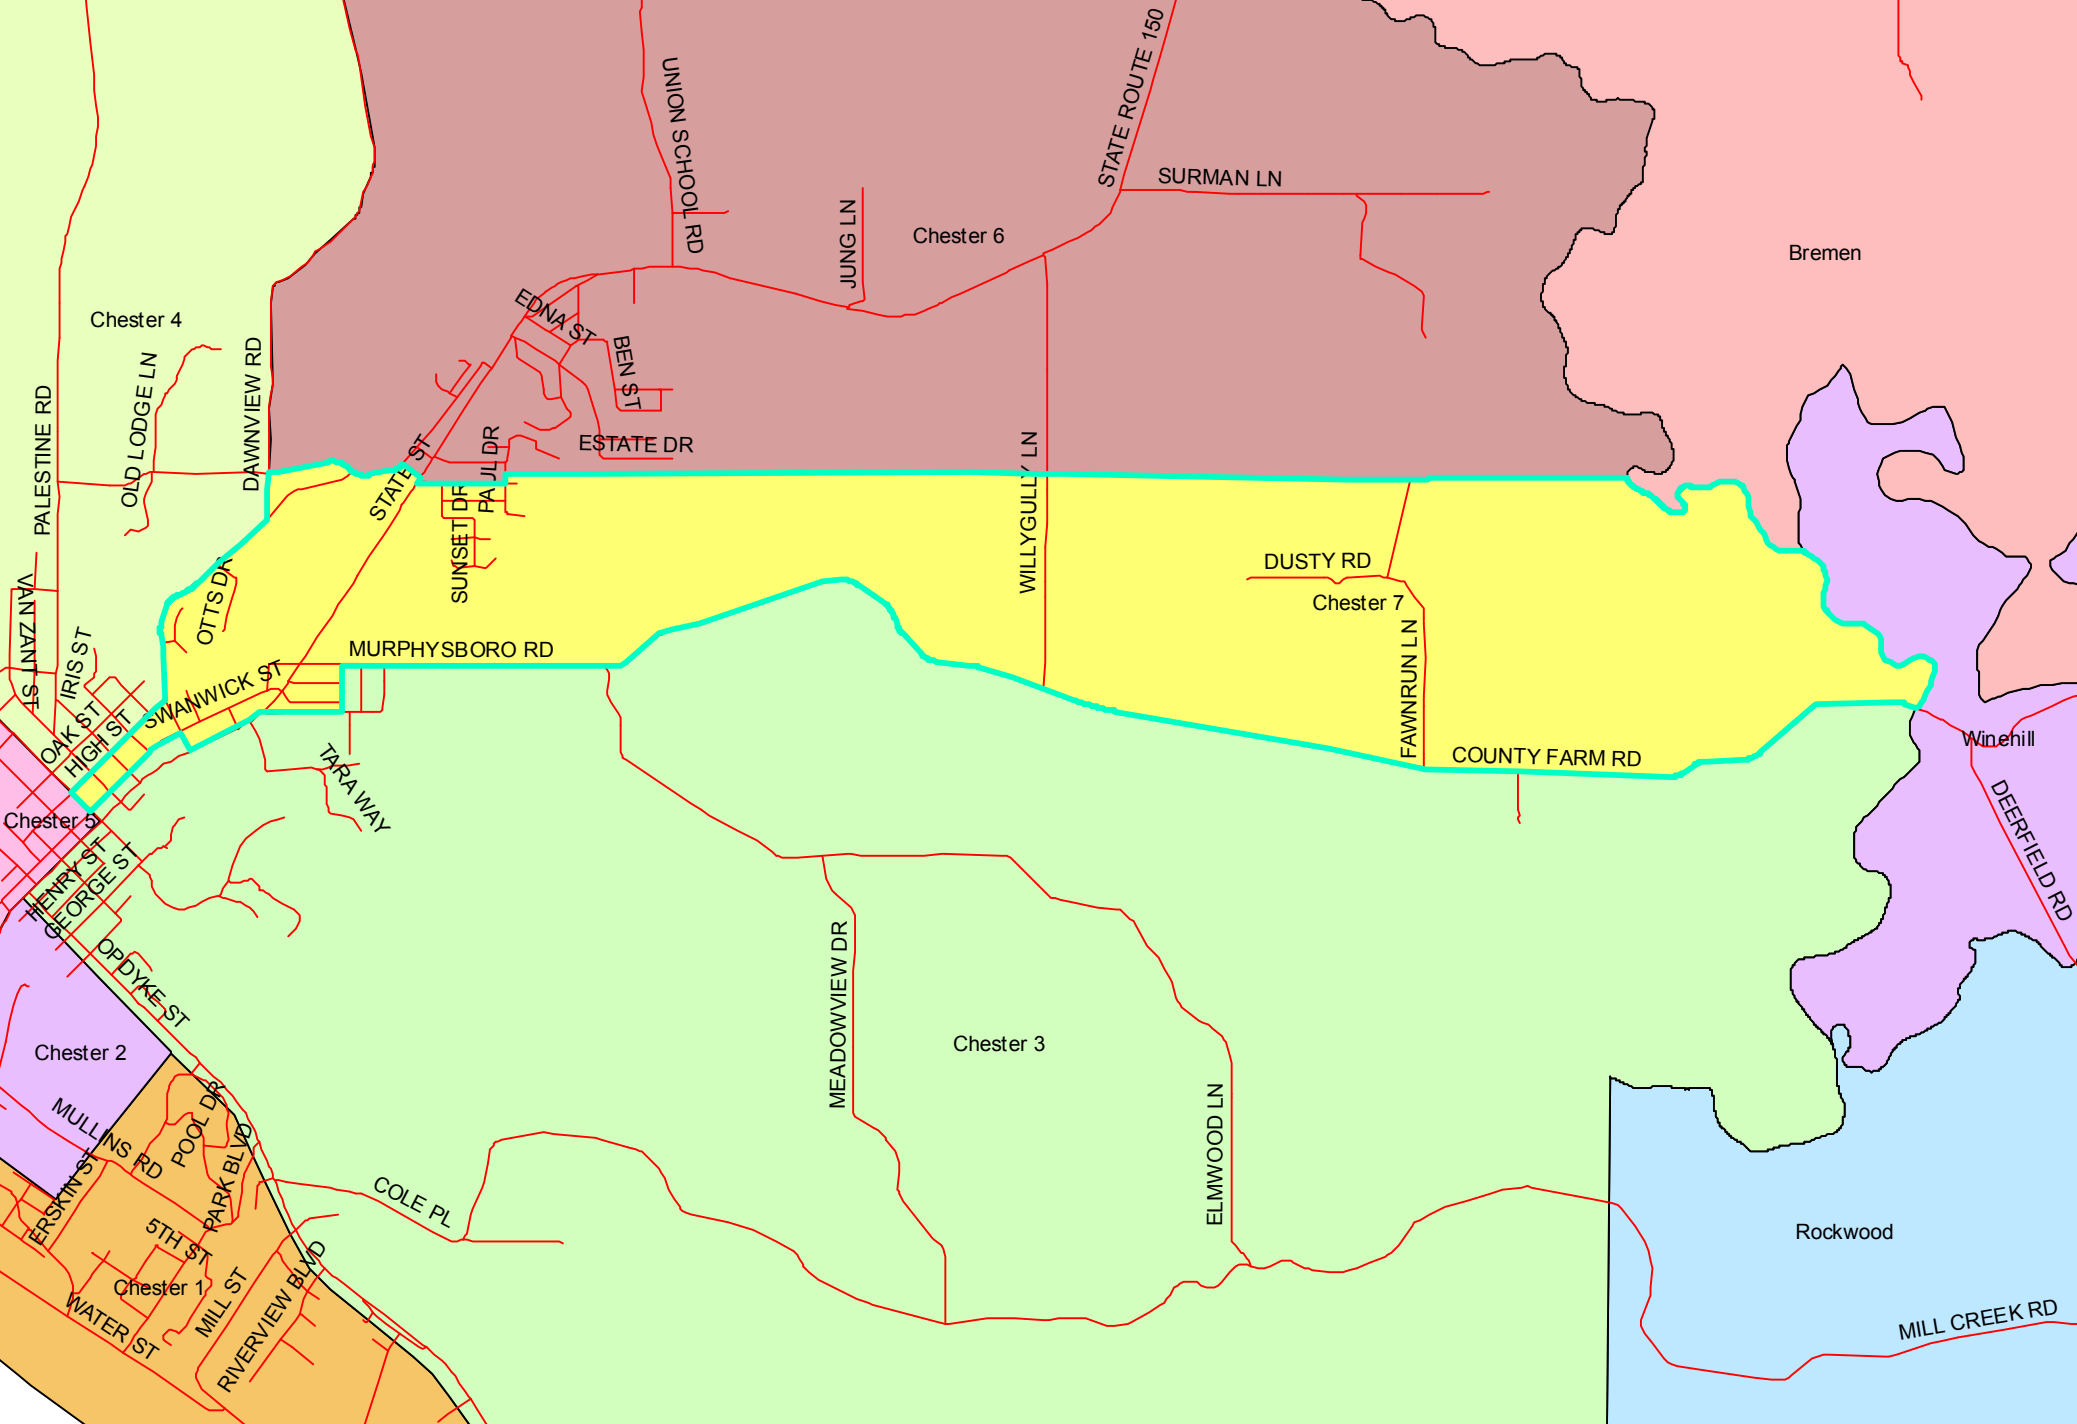 STATE ROUTE 150
UNION SCHOOL RD
SURMAN LN
JUNG LN
Chester 6
Bremen
Chester 4
EDNA ST
BEN ST
DAWNVIEW RD
OLD LODGE LN
PALESTINE RD
ESTATE DR
PAUL DR
STATE ST
SUNSET DR
WILLYGULLY LN
DUSTY RD
Chester 7
OTTS DR
VAN ZANT ST
IRIS ST
MURPHYSBORO RD
SWANWICK ST
FAWNRUN LN
OAK ST
HIGH ST
COUNTY FARM RD
Winehill
TARA WAY
DEERFIELD RD
Chester 5
HENRY ST
GEORGE ST
OPDYKE ST
MEADOWVIEW DR
Chester 3
Chester 2
ELMWOOD LN
MULLINS RD
POOL DR
PARK BLVD
ERSKIN ST
COLE PL
5TH ST
Rockwood
Chester 1
MILL ST
RIVERVIEW BLVD
WATER ST
MILL CREEK RD